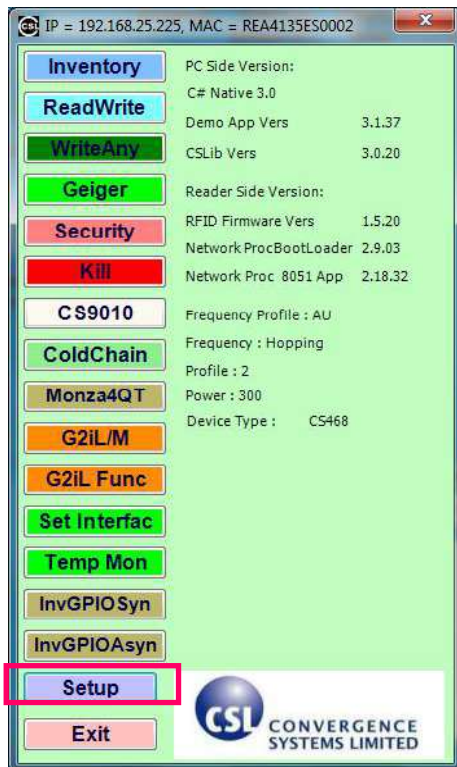 IP = 192.168.25.225, MAC = REA4135ES0002
Inventory
ReadWrite
WriteAny
Geiger
Security
Kill
CS9010
ColdChain
Monza4QT
G2iL/M
G2iL Func
Set Interfac
Temp Mon
InvGPIOSyn
InvGPIOAsyn
Setup
Exit
PC Side Version:
C# Native 3.0
Demo App Vers 3.1.37
CSLib Vers 3.0.20
Reader Side Version:
RFID Firmware Vers 1.5.20
Network ProcBootLoader 2.9.03
Network Proc 8051 App 2.18.32
Frequency Profile : AU
Frequency : Hopping
Profile : 2
Power : 300
Device Type : CS468
CSL CONVERGENCE
SYSTEMS LIMITED